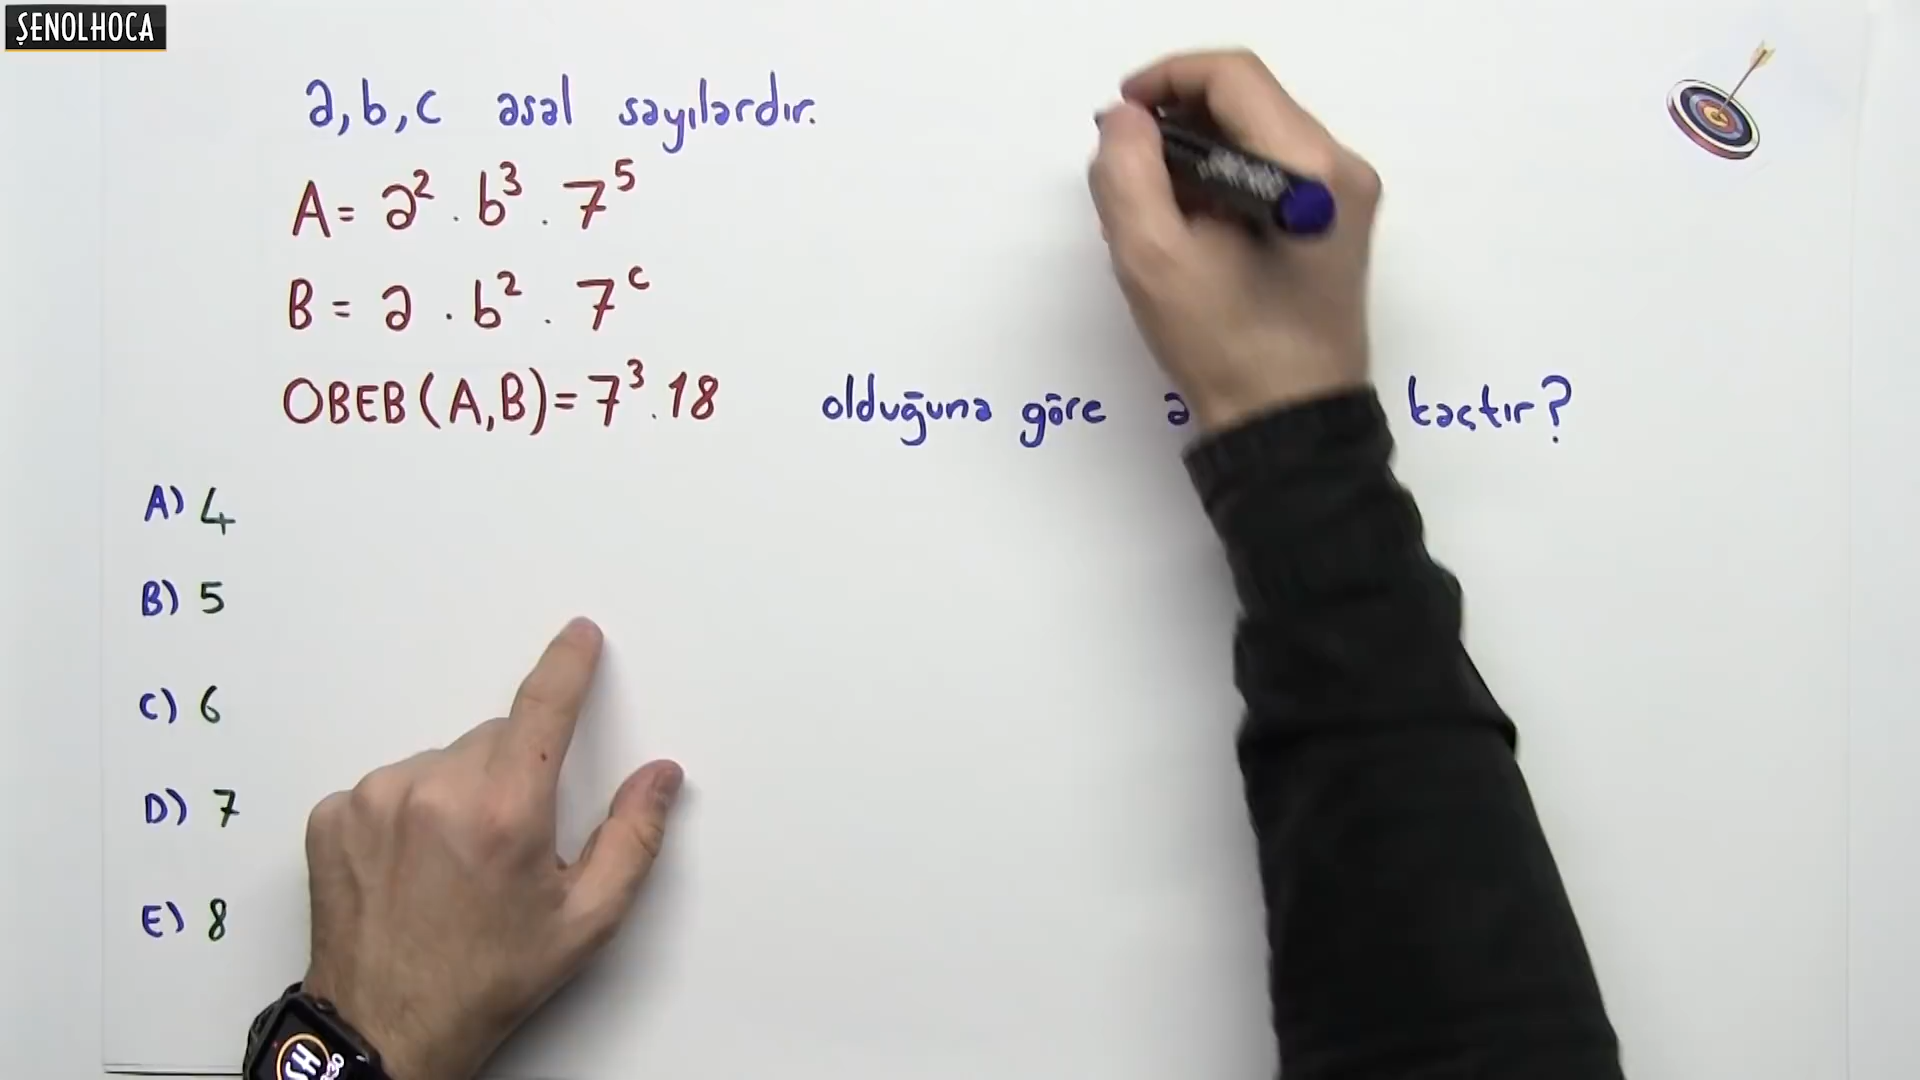 ŞENOLHOCA
a, b, c asal sayılardır.
A = a² . b³ . 7⁵
B = a . b² . 7ᶜ
OBEB(A,B) = 7³.18 olduğuna göre a kaçtır?
A) 4
B) 5
C) 6
D) 7
E) 8
SH